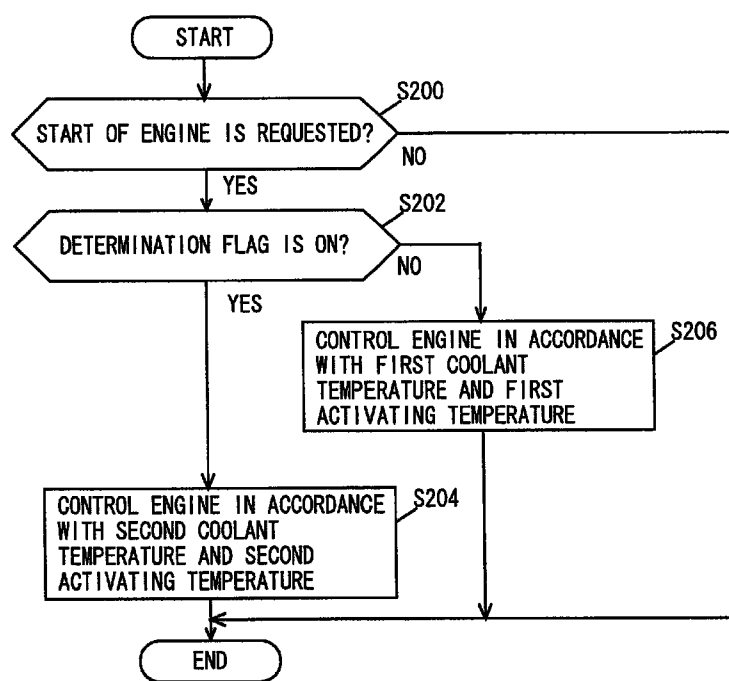 START
S200
START OF ENGINE IS REQUESTED?
NO
YES
S202
DETERMINATION FLAG IS ON?
NO
YES
S206
CONTROL ENGINE IN ACCORDANCE
WITH FIRST COOLANT
TEMPERATURE AND FIRST
ACTIVATING TEMPERATURE
S204
CONTROL ENGINE IN ACCORDANCE
WITH SECOND COOLANT
TEMPERATURE AND SECOND
ACTIVATING TEMPERATURE
END